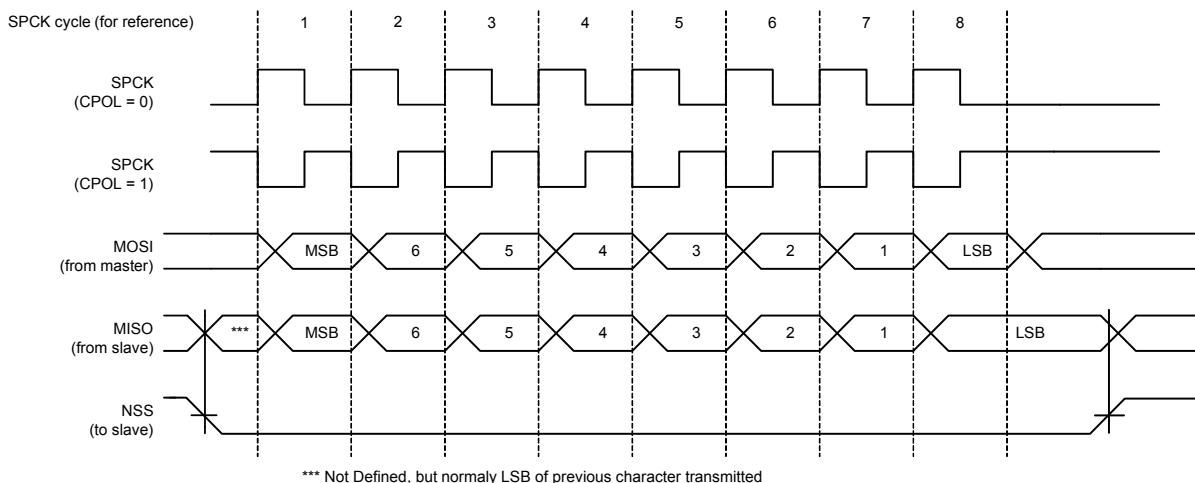 SPCK cycle (for reference) 1 2 3 4 5 6 7 8
SPCK
(CPOL = 0)
SPCK
(CPOL = 1)
MOSI
(from master)
MSB 6 5 4 3 2 1 LSB
MISO
(from slave)
*** MSB 6 5 4 3 2 1 LSB
NSS
(to slave)
*** Not Defined, but normaly LSB of previous character transmitted